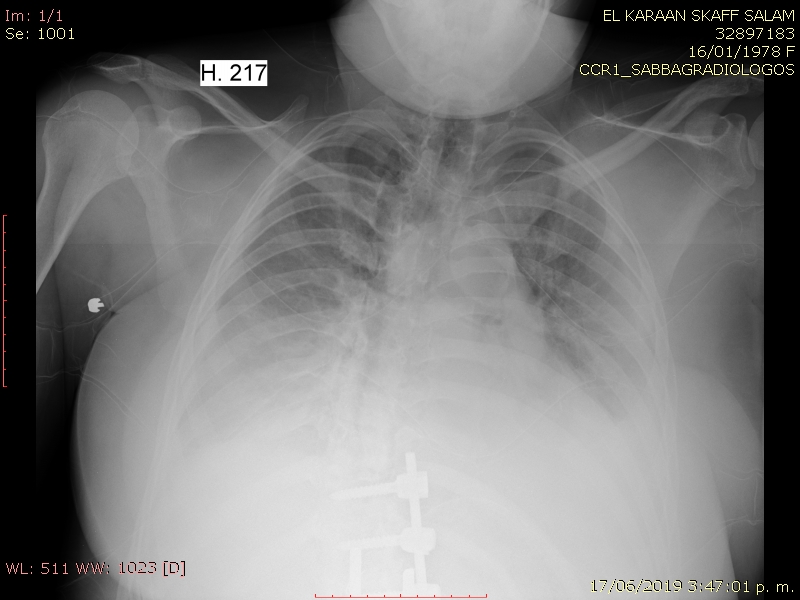 Im: 1/1
Se: 1001
EL KARAAN SKAFF SALAM
32897183
16/01/1978 F
CCR1_SABBAGRADIOLOGOS
H. 217
WL: 511 WW: 1023 [D]
17/06/2019 3:47:01 p. m.